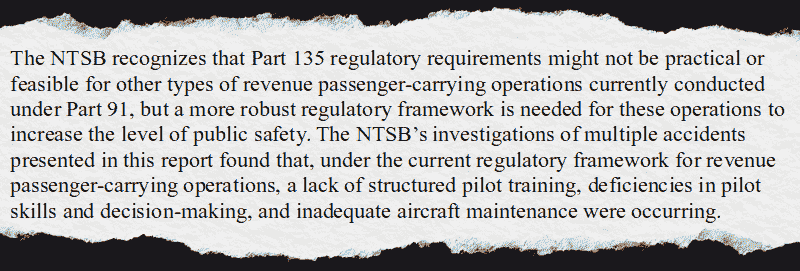 The NTSB recognizes that Part 135 regulatory requirements might not be practical or
feasible for other types of revenue passenger-carrying operations currently conducted
under Part 91, but a more robust regulatory framework is needed for these operations to
increase the level of public safety. The NTSB’s investigations of multiple accidents
presented in this report found that, under the current regulatory framework for revenue
passenger-carrying operations, a lack of structured pilot training, deficiencies in pilot
skills and decision-making, and inadequate aircraft maintenance were occurring.